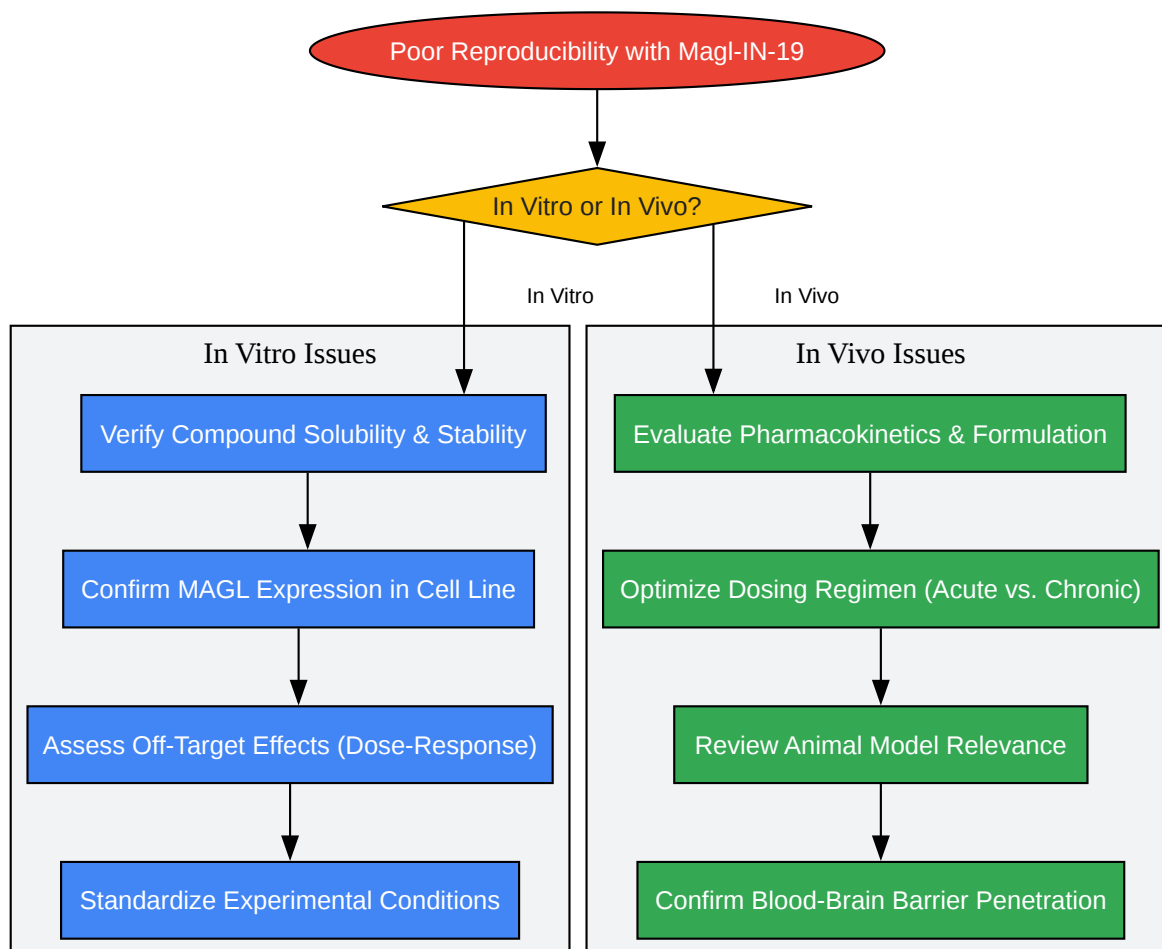 Poor Reproducibility with Magl-IN-19
In Vitro or In Vivo?
In Vitro
In Vivo
In Vitro Issues
Verify Compound Solubility & Stability
Confirm MAGL Expression in Cell Line
Assess Off-Target Effects (Dose-Response)
Standardize Experimental Conditions
In Vivo Issues
Evaluate Pharmacokinetics & Formulation
Optimize Dosing Regimen (Acute vs. Chronic)
Review Animal Model Relevance
Confirm Blood-Brain Barrier Penetration